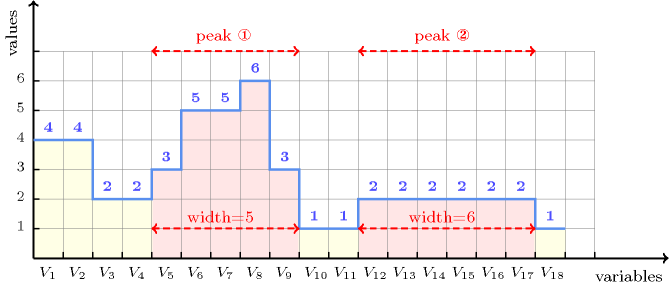 values
peak ① peak ②
6
6
5 5
5
4 4
4
3 3
3
2 2 2 2 2 2 2 2
2
width=5 width=6
1 1 1
1
V1 V2 V3 V4 V5 V6 V7 V8 V9 V10 V11 V12 V13 V14 V15 V16 V17 V18
variables